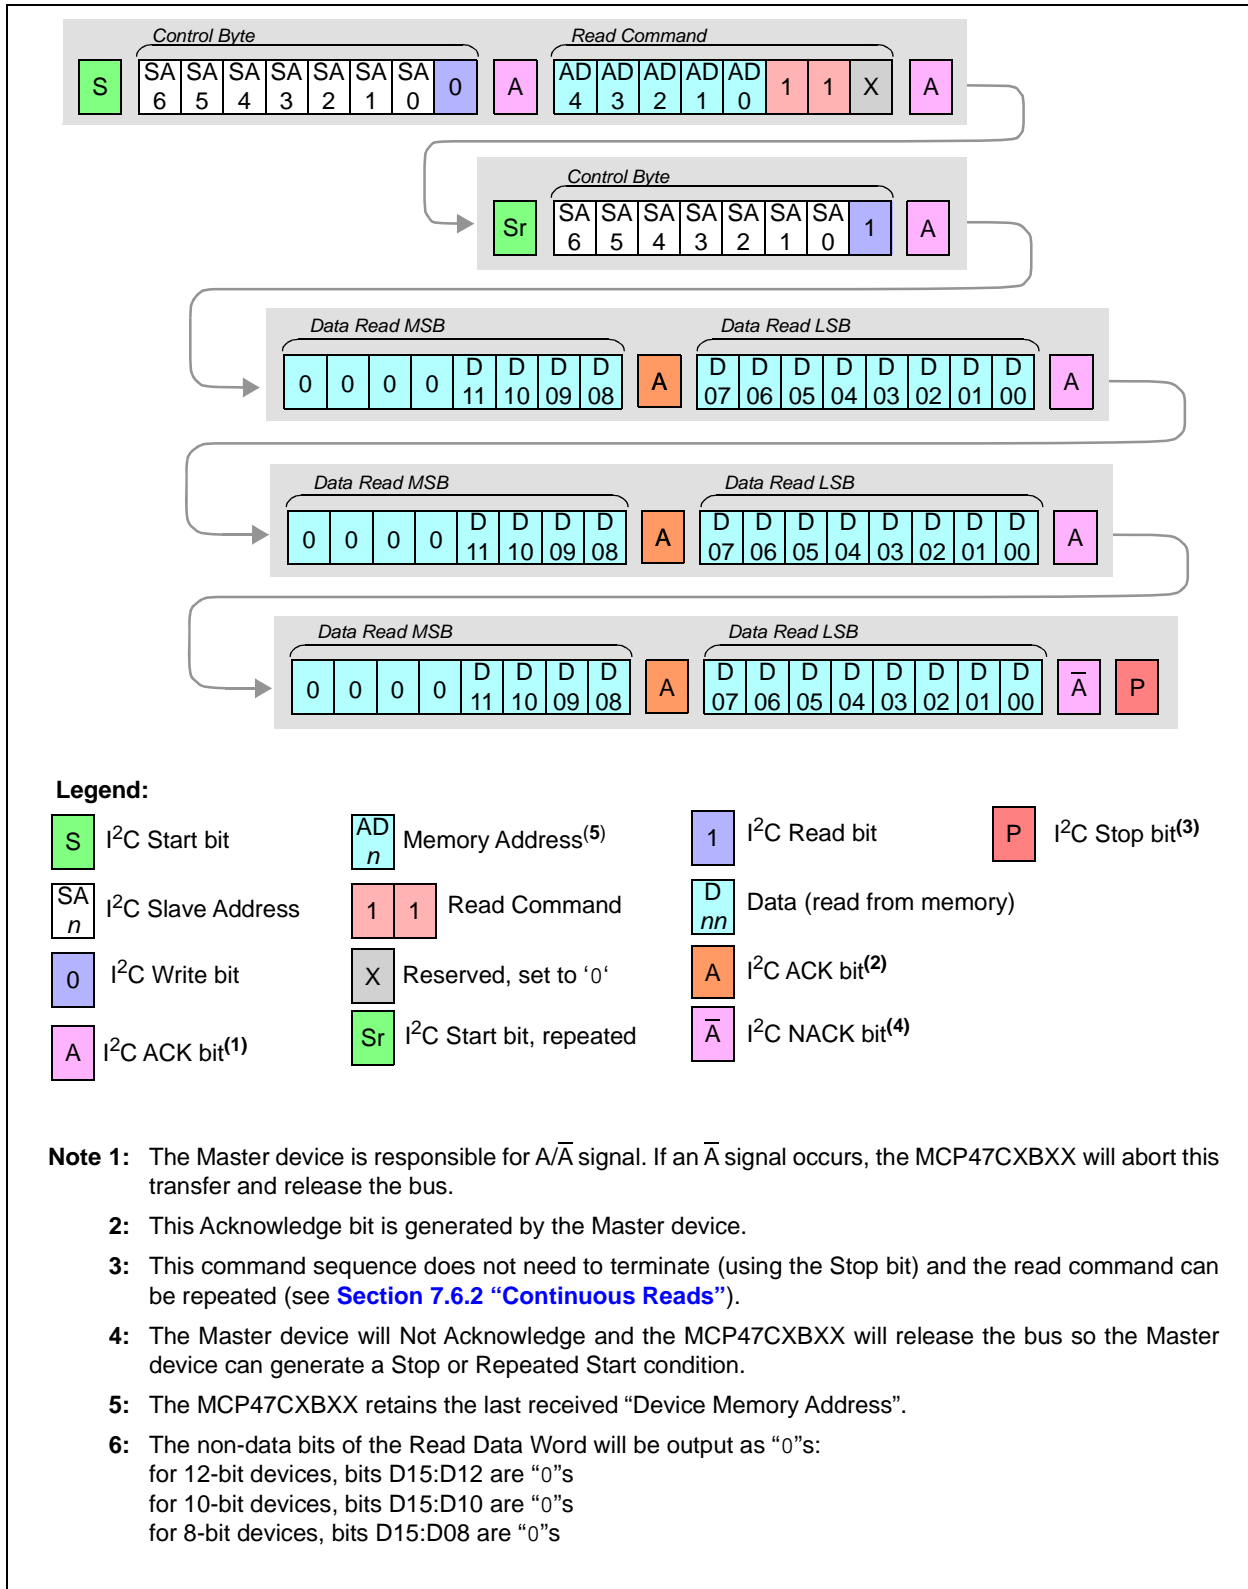 Control Byte Read Command
S SA 6 SA 5 SA 4 SA 3 SA 2 SA 1 SA 0 0 A AD 4 AD 3 AD 2 AD 1 AD 0 1 1 X A
Control Byte
Sr SA 6 SA 5 SA 4 SA 3 SA 2 SA 1 SA 0 1 A
Data Read MSB Data Read LSB
0 0 0 0 D 11 D 10 D 09 D 08 A D 07 D 06 D 05 D 04 D 03 D 02 D 01 D 00 A
Data Read MSB Data Read LSB
0 0 0 0 D 11 D 10 D 09 D 08 A D 07 D 06 D 05 D 04 D 03 D 02 D 01 D 00 A
Data Read MSB Data Read LSB
0 0 0 0 D 11 D 10 D 09 D 08 A D 07 D 06 D 05 D 04 D 03 D 02 D 01 D 00 A̅ P
Legend:
S I²C Start bit AD n Memory Address(5) 1 I²C Read bit P I²C Stop bit(3)
SA n I²C Slave Address 1 1 Read Command D nn Data (read from memory)
0 I²C Write bit X Reserved, set to ‘0‘ A I²C ACK bit(2)
A I²C ACK bit(1) Sr I²C Start bit, repeated A̅ I²C NACK bit(4)
Note 1: The Master device is responsible for A/A̅ signal. If an A̅ signal occurs, the MCP47CXBXX will abort this
transfer and release the bus.
2: This Acknowledge bit is generated by the Master device.
3: This command sequence does not need to terminate (using the Stop bit) and the read command can
be repeated (see Section 7.6.2 “Continuous Reads”).
4: The Master device will Not Acknowledge and the MCP47CXBXX will release the bus so the Master
device can generate a Stop or Repeated Start condition.
5: The MCP47CXBXX retains the last received “Device Memory Address”.
6: The non-data bits of the Read Data Word will be output as “0”s:
for 12-bit devices, bits D15:D12 are “0”s
for 10-bit devices, bits D15:D10 are “0”s
for 8-bit devices, bits D15:D08 are “0”s